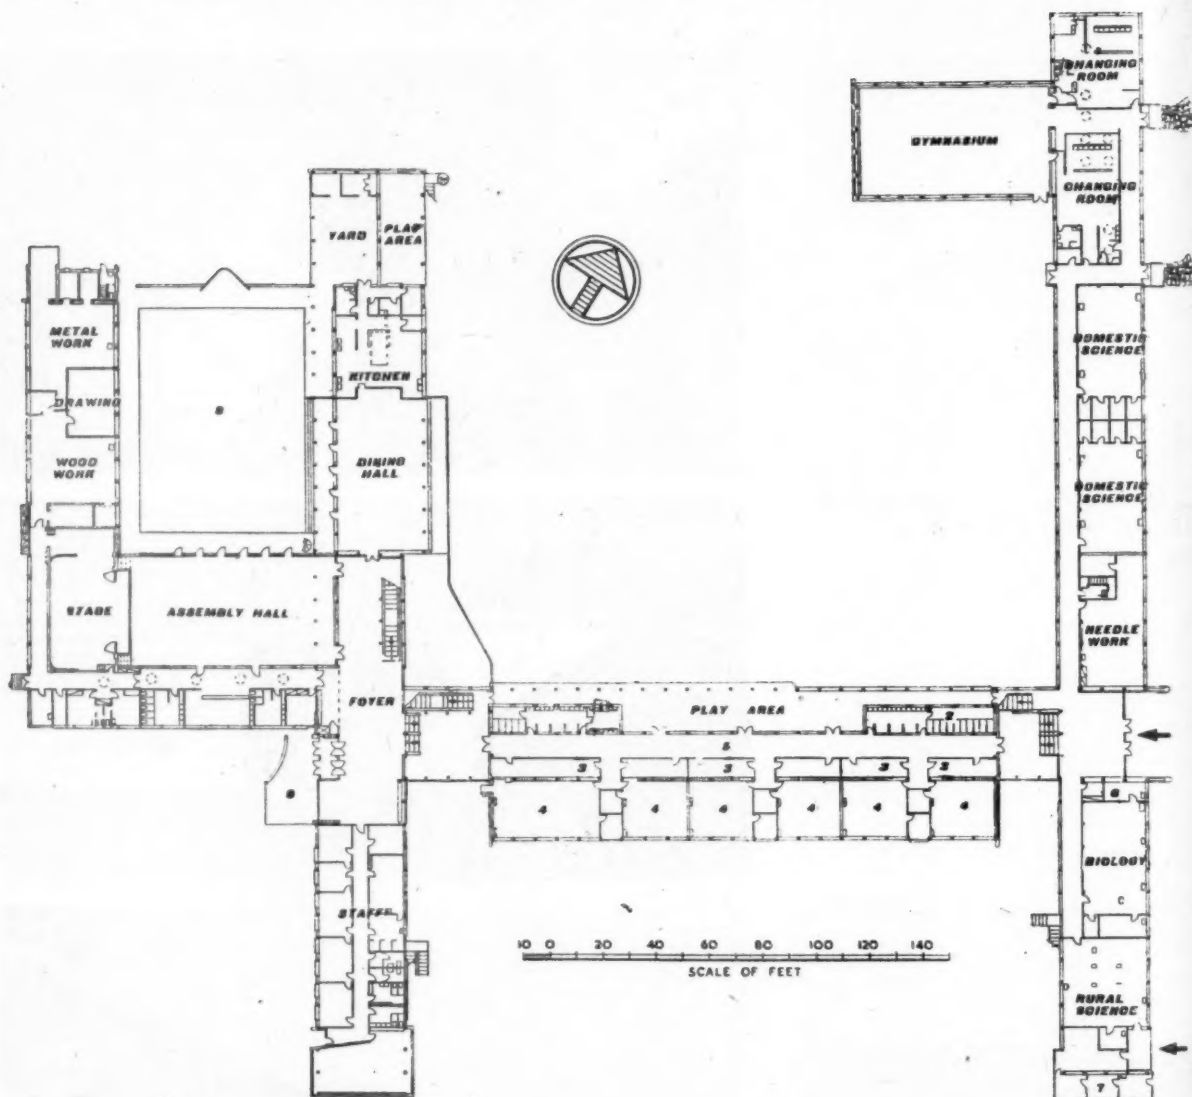 CHANGING
ROOM
GYMNASIUM
CHANGING
ROOM
YARD
PLAY
AREA
METAL
WORK
DOMESTIC
SCIENCE
KITCHEN
DRAWING
8
WOOD
WORK
DINING
HALL
DOMESTIC
SCIENCE
STAGE
ASSEMBLY HALL
NEEDLE
WORK
FOYER
PLAY AREA
2
5
3
3
3
3
6
4
4
4
4
4
4
BIOLOGY
STAFF
10 0 20 40 60 80 100 120 140
SCALE OF FEET
RURAL
SCIENCE
7